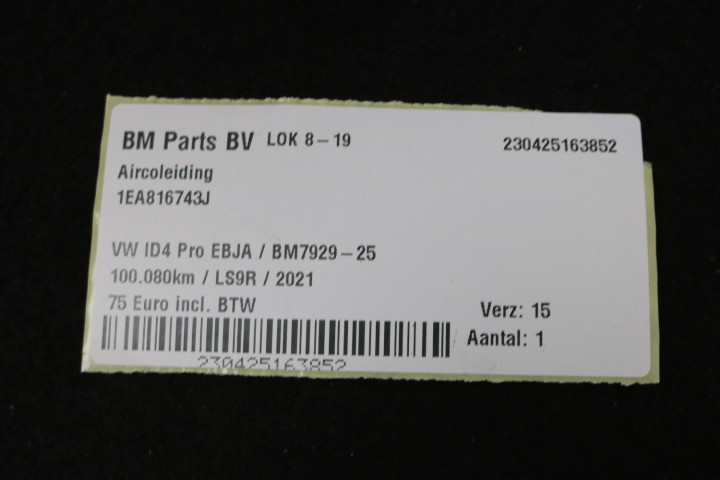 BM Parts BV LOK 8-19 230425163852
Aircoleiding
1EA816743J
VW ID4 Pro EBJA / BM7929-25
100.080km / LS9R / 2021
75 Euro incl. BTW
Verz: 15
Aantal: 1
230425163852